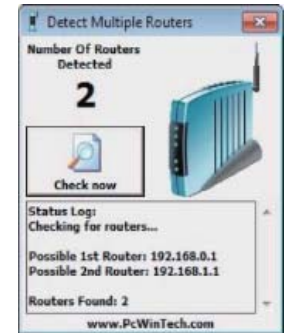 Detect Multiple Routers
Number Of Routers
Detected
2
Check now
Status Log:
Checking for routers...
Possible 1st Router: 192.168.0.1
Possible 2nd Router: 192.168.1.1
Routers Found: 2
www.PcWinTech.com